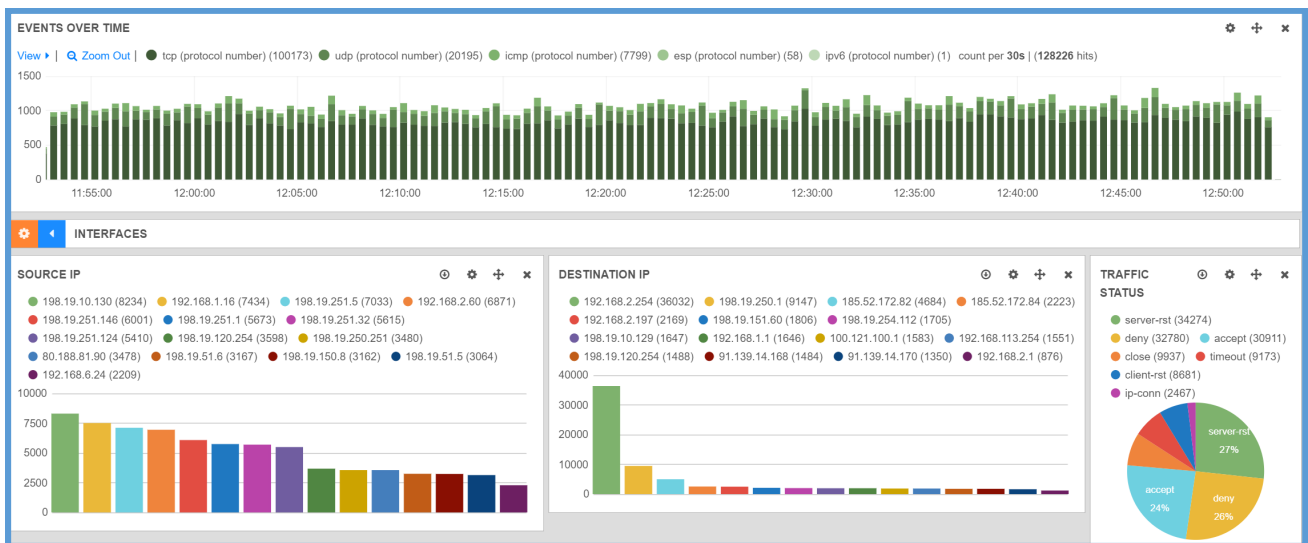 EVENTS OVER TIME
View | Zoom Out | tcp (protocol number) (100173) udp (protocol number) (20195) icmp (protocol number) (7799) esp (protocol number) (58) ipv6 (protocol number) (1) count per 30s | (128226 hits)
1500
1000
500
0
11:55:00 12:00:00 12:05:00 12:10:00 12:15:00 12:20:00 12:25:00 12:30:00 12:35:00 12:40:00 12:45:00 12:50:00
INTERFACES
SOURCE IP
198.19.10.130 (8234) 192.168.1.16 (7434) 198.19.251.5 (7033) 192.168.2.60 (6871)
198.19.251.146 (6001) 198.19.251.1 (5673) 198.19.251.32 (5615)
198.19.251.124 (5410) 198.19.120.254 (3598) 198.19.250.251 (3480)
80.188.81.90 (3478) 198.19.51.6 (3167) 198.19.150.8 (3162) 198.19.51.5 (3064)
192.168.6.24 (2209)
10000
7500
5000
2500
0
DESTINATION IP
192.168.2.254 (36032) 198.19.250.1 (9147) 185.52.172.82 (4684) 185.52.172.84 (2223)
192.168.2.197 (2169) 198.19.151.60 (1806) 198.19.254.112 (1705)
198.19.10.129 (1647) 192.168.1.1 (1646) 100.121.100.1 (1583) 192.168.113.254 (1551)
198.19.120.254 (1488) 91.139.14.168 (1484) 91.139.14.170 (1350) 192.168.2.1 (876)
40000
30000
20000
10000
0
TRAFFIC
STATUS
server-rst (34274)
deny (32780) accept (30911)
close (9937) timeout (9173)
client-rst (8681)
ip-conn (2467)
server-rst
27%
accept
24%
deny
26%